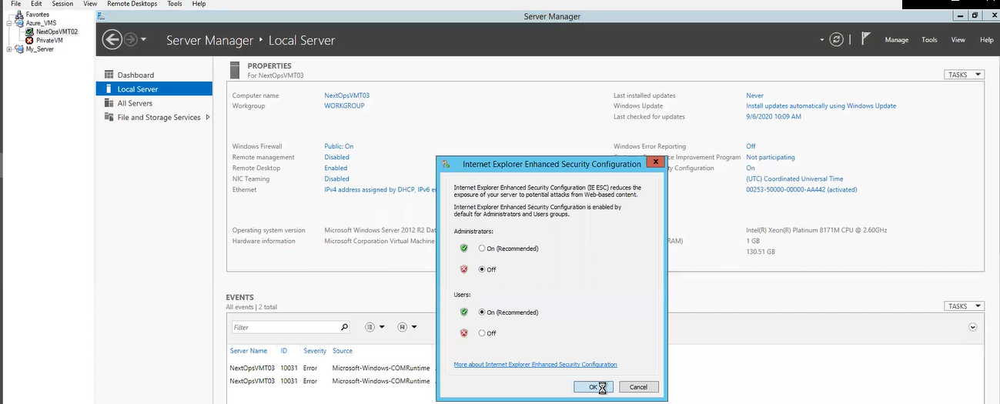 File Edit Session View Remote Desktops Tools Help
Favorites
Azure_VMS
NextOpsVMT02
PrivateVM
My_Server
Server Manager
Server Manager • Local Server
Manage Tools View Help
Dashboard
Local Server
All Servers
File and Storage Services
PROPERTIES
For NextOpsVMT03
TASKS
Computer name NextOpsVMT03
Workgroup WORKGROUP
Last installed updates Never
Windows Update Install updates automatically using Windows Update
Last checked for updates 9/6/2020 10:09 AM
Windows Firewall Public: On
Remote management Disabled
Remote Desktop Enabled
NIC Teaming Disabled
Ethernet IPv4 address assigned by DHCP, IPv6 e
Windows Error Reporting Off
Improvement Program Not participating
Configuration On
(UTC) Coordinated Universal Time
00253-50000-00000-AA442 (activated)
Operating system version Microsoft Windows Server 2012 R2 Dat
Hardware information Microsoft Corporation Virtual Machine
Intel(R) Xeon(R) Platinum 8171M CPU @ 2.60GHz
RAM) 1 GB
130.51 GB
Internet Explorer Enhanced Security Configuration
Internet Explorer Enhanced Security Configuration (IE ESC) reduces the
exposure of your server to potential attacks from Web-based content.
Internet Explorer Enhanced Security Configuration is enabled by
default for Administrators and Users groups.
Administrators:
On (Recommended)
Off
Users:
On (Recommended)
Off
More about Internet Explorer Enhanced Security Configuration
OK Cancel
EVENTS
All events | 2 total
TASKS
Filter
Server Name ID Severity Source
NextOpsVMT03 10031 Error Microsoft-Windows-COMRuntime
NextOpsVMT03 10031 Error Microsoft-Windows-COMRuntime